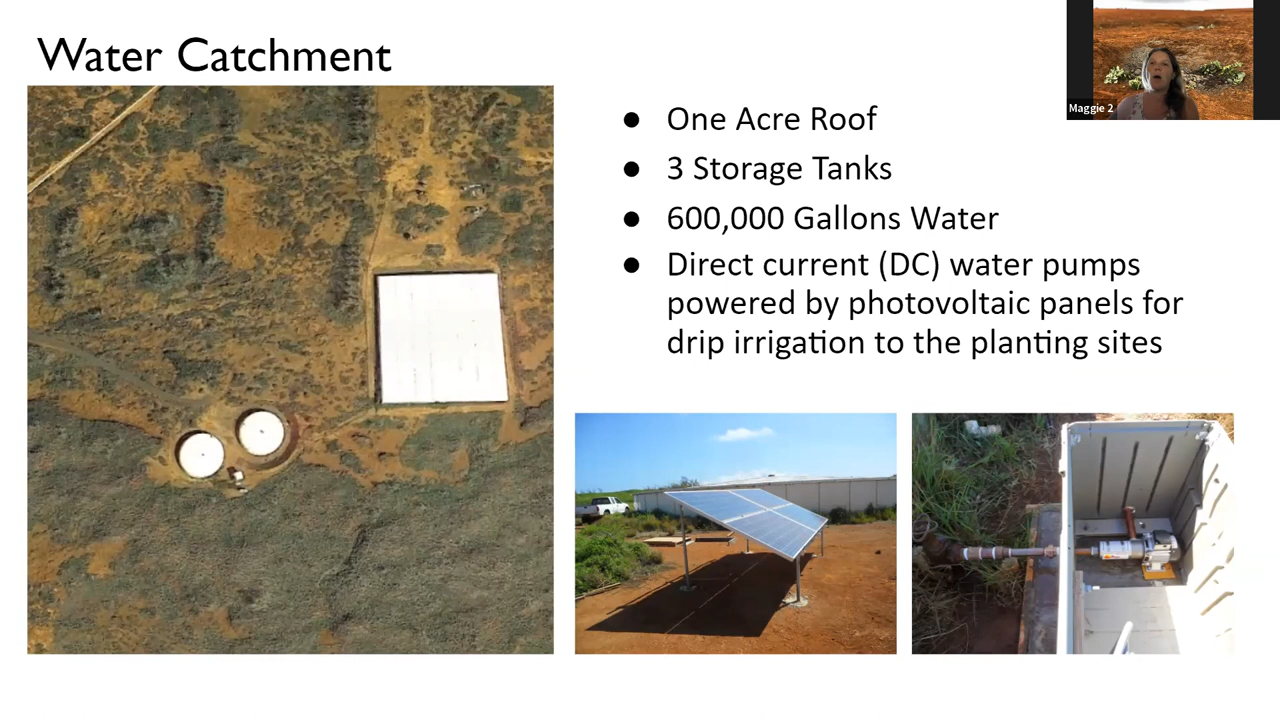 Water Catchment
Maggie 2
● One Acre Roof
● 3 Storage Tanks
● 600,000 Gallons Water
● Direct current (DC) water pumps
powered by photovoltaic panels for
drip irrigation to the planting sites